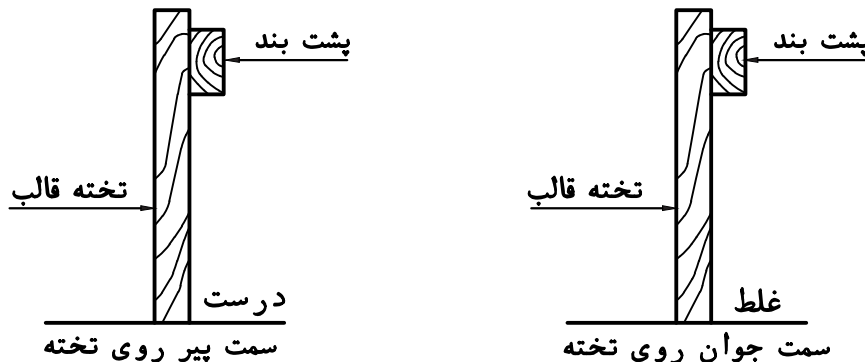 پشت بند
تخته قالب
درست
سمت پیر روی تخته
پشت بند
تخته قالب
غلط
سمت جوان روی تخته